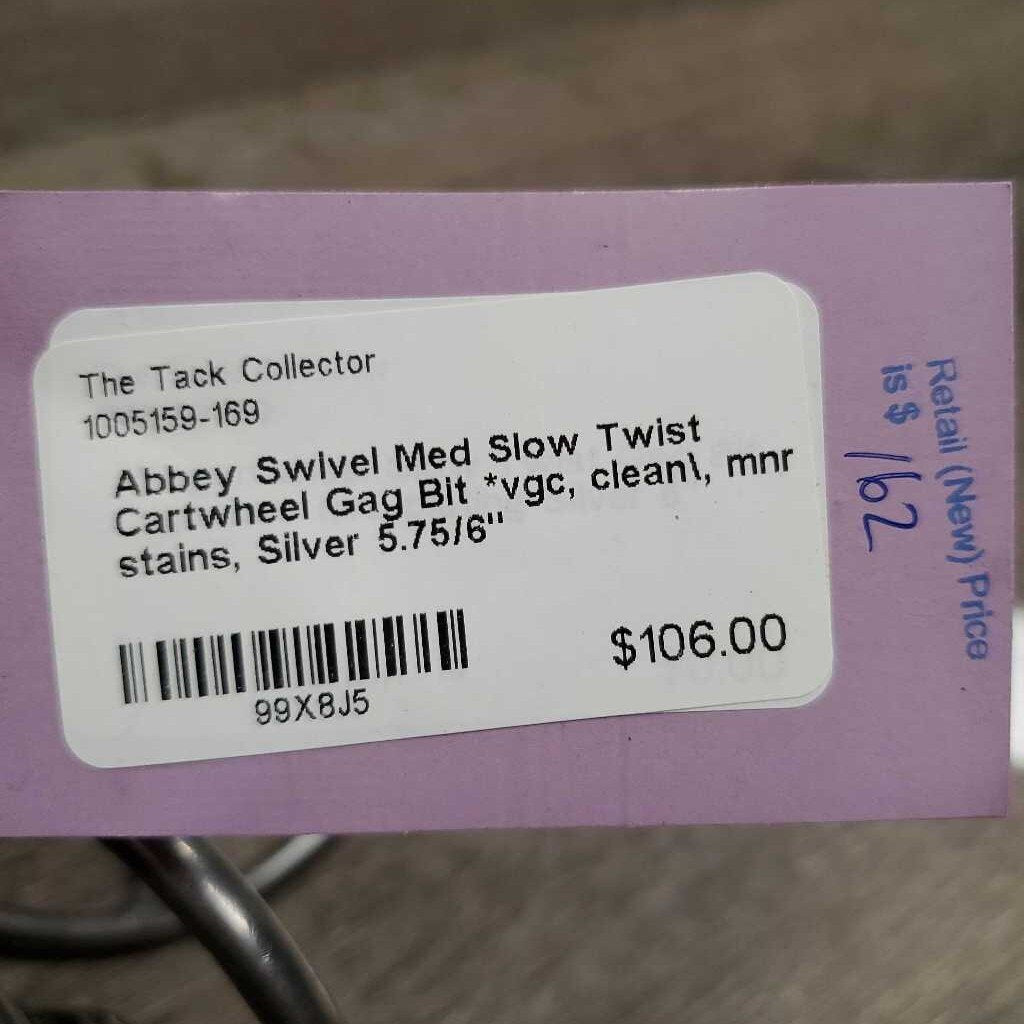 The Tack Collector
1005159-169
Abbey Swivel Med Slow Twist
Cartwheel Gag Bit *vgc, clean\, mnr
stains, Silver 5.75/6"
99X8J5
$106.00
Retail (New) Price
is $ 162